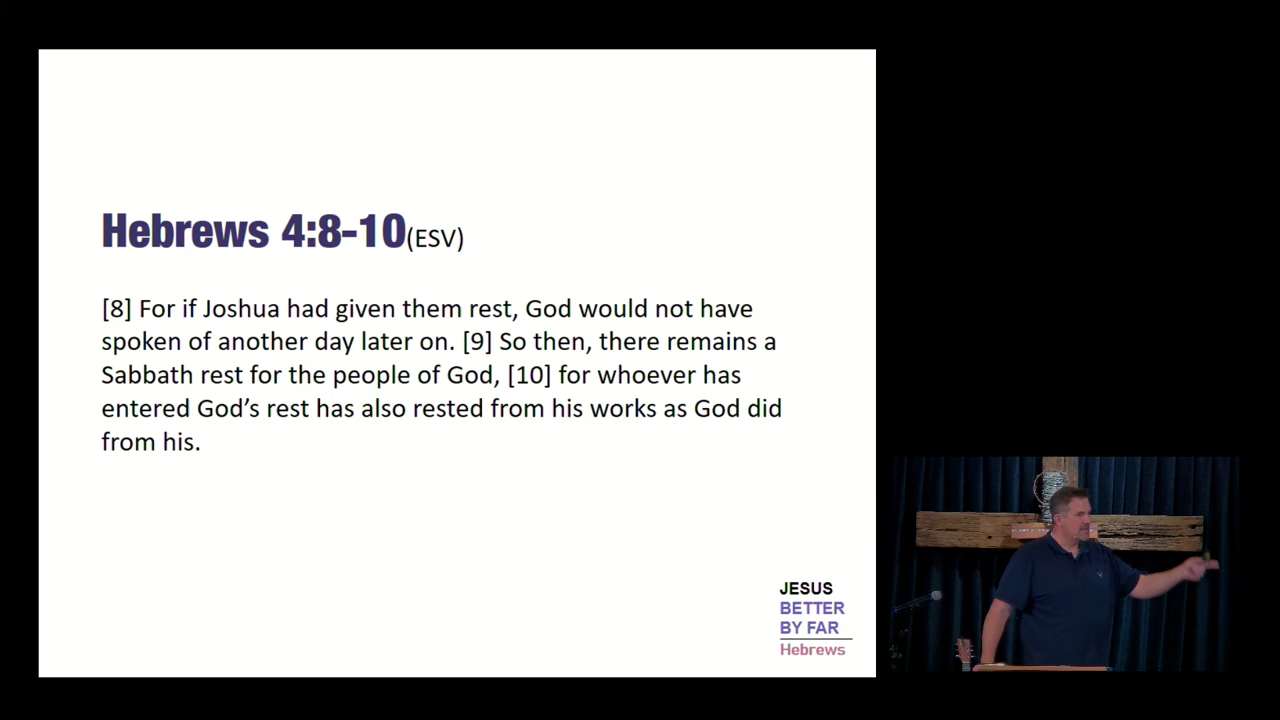 Hebrews 4:8-10(ESV)
[8] For if Joshua had given them rest, God would not have
spoken of another day later on. [9] So then, there remains a
Sabbath rest for the people of God, [10] for whoever has
entered God’s rest has also rested from his works as God did
from his.
JESUS
BETTER
BY FAR
Hebrews